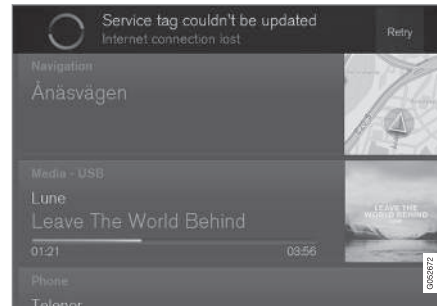 Service tag couldn't be updated
Internet connection lost
Retry
Navigation
Ånäsvägen
Media - USB
Lune
Leave The World Behind
01:21
03:56
LEAVE THE
WORLD BEHIND
Phone
Telenor
G052672